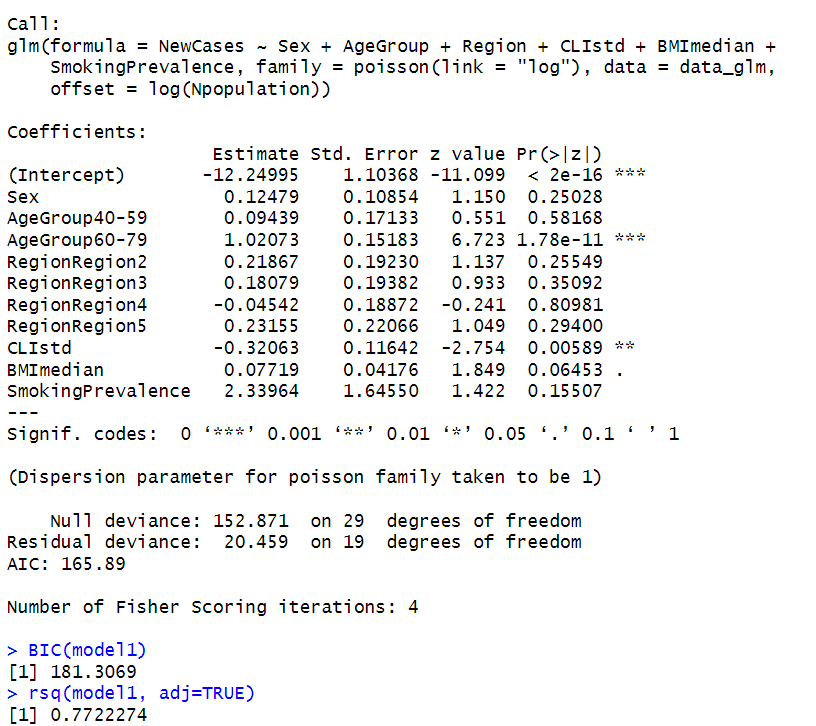 Call:
glm(formula = NewCases ~ Sex + AgeGroup + Region + CLIstd + BMImedian +
    SmokingPrevalence, family = poisson(link = "log"), data = data_glm,
    offset = log(Npopulation))

Coefficients:
                   Estimate Std. Error z value Pr(>|z|)
(Intercept)       -12.24995    1.10368 -11.099  < 2e-16 ***
Sex                 0.12479    0.10854   1.150  0.25028
AgeGroup40-59       0.09439    0.17133   0.551  0.58168
AgeGroup60-79       1.02073    0.15183   6.723 1.78e-11 ***
RegionRegion2       0.21867    0.19230   1.137  0.25549
RegionRegion3       0.18079    0.19382   0.933  0.35092
RegionRegion4      -0.04542    0.18872  -0.241  0.80981
RegionRegion5       0.23155    0.22066   1.049  0.29400
CLIstd             -0.32063    0.11642  -2.754  0.00589 **
BMImedian           0.07719    0.04176   1.849  0.06453 .
SmokingPrevalence   2.33964    1.64550   1.422  0.15507
---
Signif. codes:  0 ‘***’ 0.001 ‘**’ 0.01 ‘*’ 0.05 ‘.’ 0.1 ‘ ’ 1

(Dispersion parameter for poisson family taken to be 1)

    Null deviance: 152.871  on 29  degrees of freedom
Residual deviance:  20.459  on 19  degrees of freedom
AIC: 165.89

Number of Fisher Scoring iterations: 4

> BIC(model1)
[1] 181.3069
> rsq(model1, adj=TRUE)
[1] 0.7722274